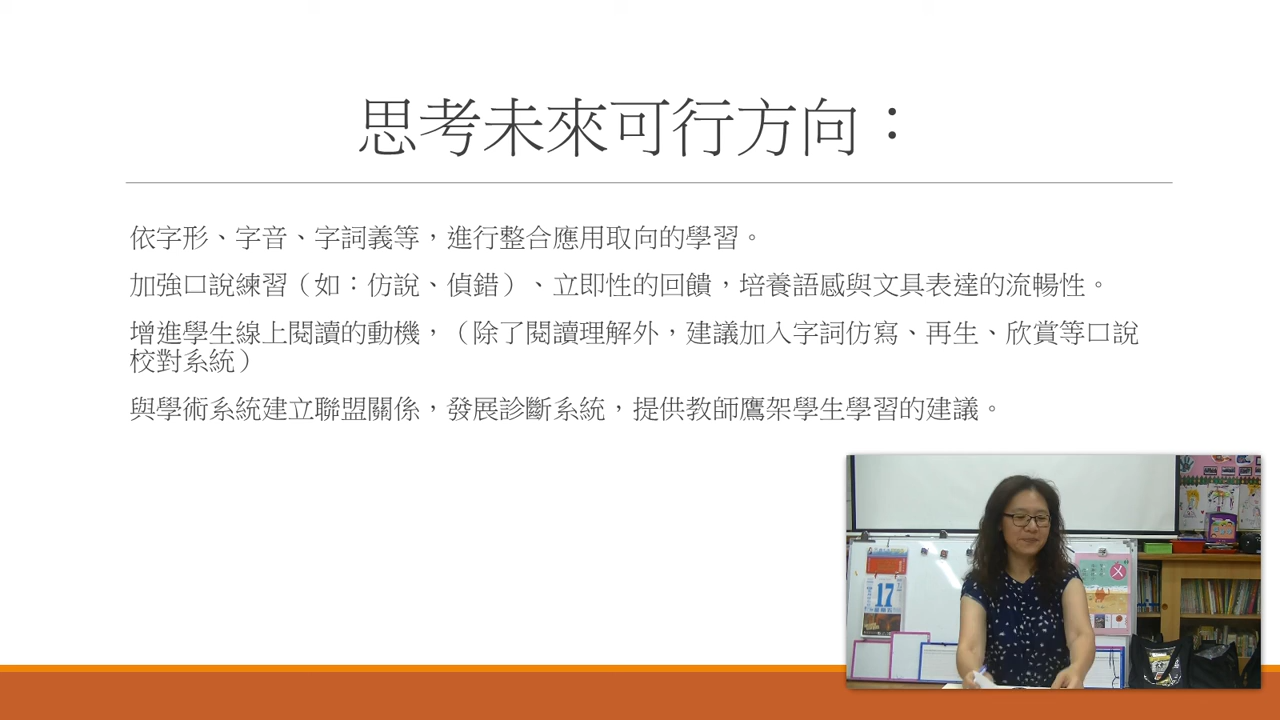 思考未來可行方向：
依字形、字音、字詞義等，進行整合應用取向的學習。
加強口說練習（如：仿說、偵錯）、立即性的回饋，培養語感與文具表達的流暢性。
增進學生線上閱讀的動機，（除了閱讀理解外，建議加入字詞仿寫、再生、欣賞等口說
校對系統）
與學術系統建立聯盟關係，發展診斷系統，提供教師鷹架學生學習的建議。
17